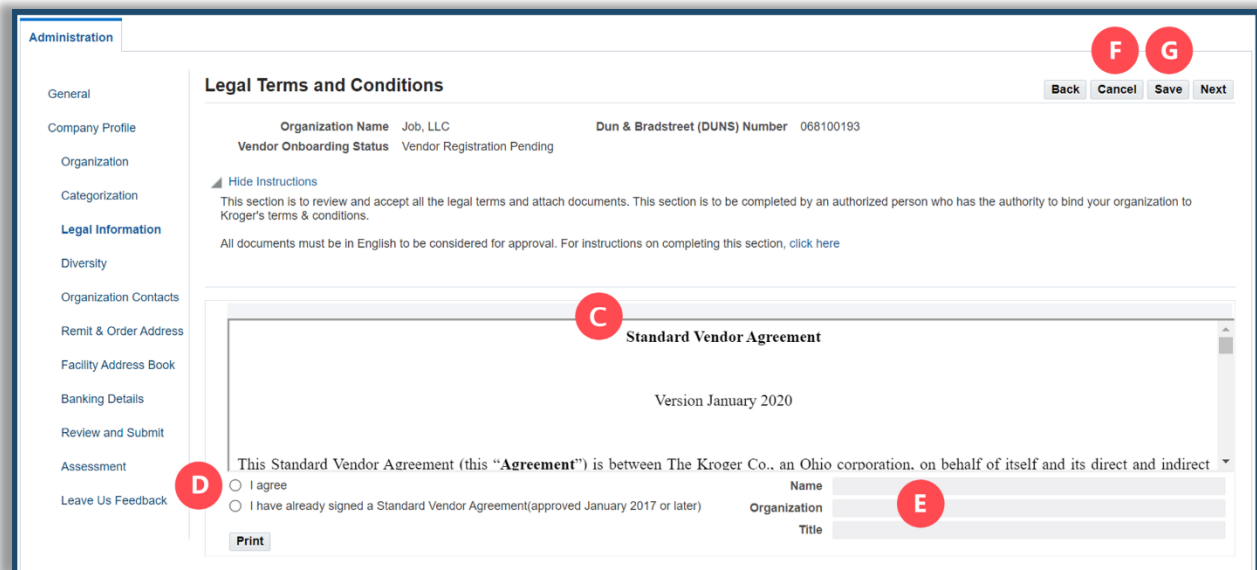 Administration
F
G
General
Company Profile
Organization
Categorization
Legal Information
Diversity
Organization Contacts
Remit & Order Address
Facility Address Book
Banking Details
Review and Submit
Assessment
Leave Us Feedback
Legal Terms and Conditions
Back Cancel Save Next
Organization Name Job, LLC Dun & Bradstreet (DUNS) Number 068100193
Vendor Onboarding Status Vendor Registration Pending
Hide Instructions
This section is to review and accept all the legal terms and attach documents. This section is to be completed by an authorized person who has the authority to bind your organization to
Kroger's terms & conditions.
All documents must be in English to be considered for approval. For instructions on completing this section, click here
C
Standard Vendor Agreement
Version January 2020
This Standard Vendor Agreement (this “Agreement”) is between The Kroger Co., an Ohio corporation, on behalf of itself and its direct and indirect
D
I agree
I have already signed a Standard Vendor Agreement(approved January 2017 or later)
Print
Name
Organization
Title
E